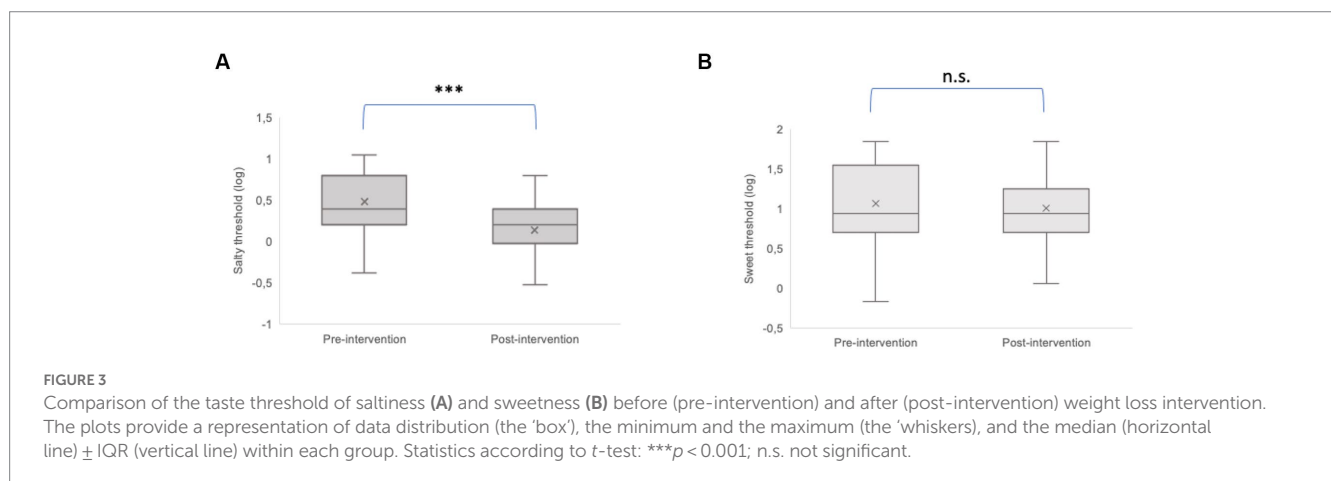 A
***
1,5
1
0,5
0
-0,5
-1
Salty threshold (log)
Pre-intervention
Post-intervention
B
n.s.
2
1,5
1
0,5
0
-0,5
Sweet threshold (log)
Pre-intervention
Post-intervention
FIGURE 3
Comparison of the taste threshold of saltiness (A) and sweetness (B) before (pre-intervention) and after (post-intervention) weight loss intervention.
The plots provide a representation of data distribution (the ‘box’), the minimum and the maximum (the ‘whiskers), and the median (horizontal
line) ± IQR (vertical line) within each group. Statistics according to t-test: ***p < 0.001; n.s. not significant.